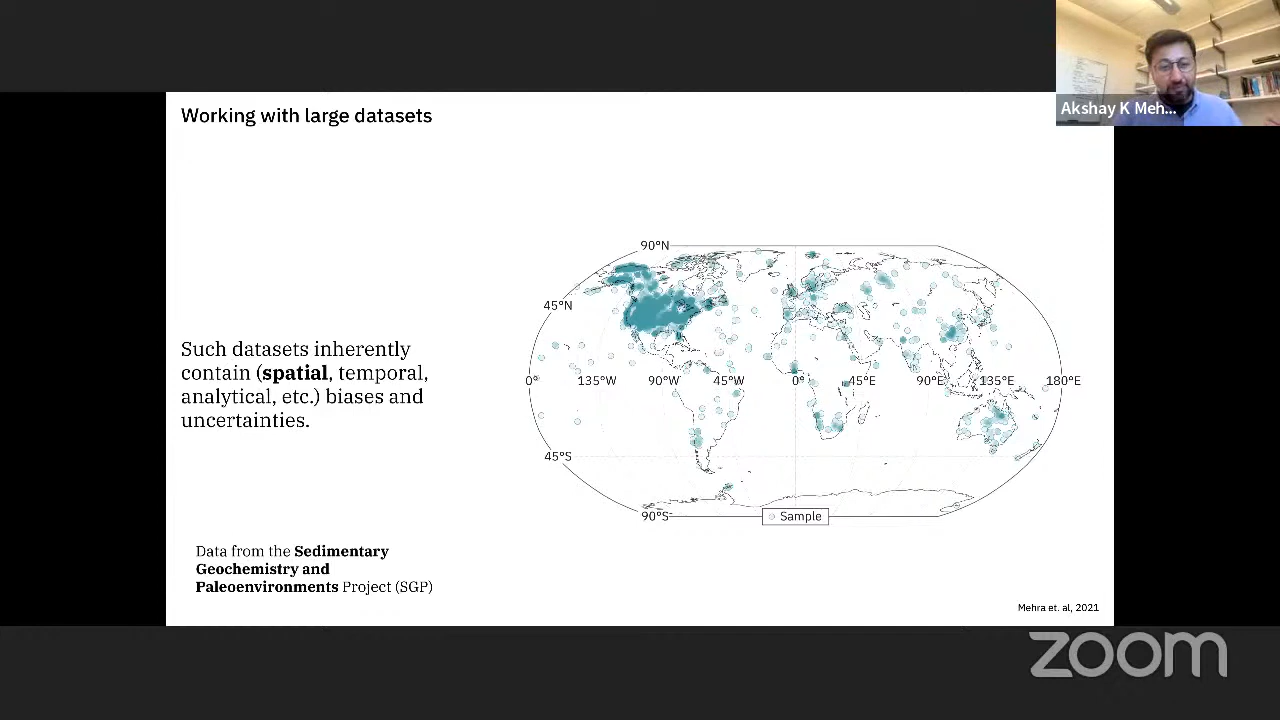 Working with large datasets
Akshay K Meh...
Such datasets inherently
contain (spatial, temporal,
analytical, etc.) biases and
uncertainties.
90°N
45°N
0°
135°W
90°W
45°W
0°
45°E
90°E
135°E
180°E
45°S
90°S
Sample
Data from the Sedimentary
Geochemistry and
Paleoenvironments Project (SGP)
Mehra et. al, 2021
zoom